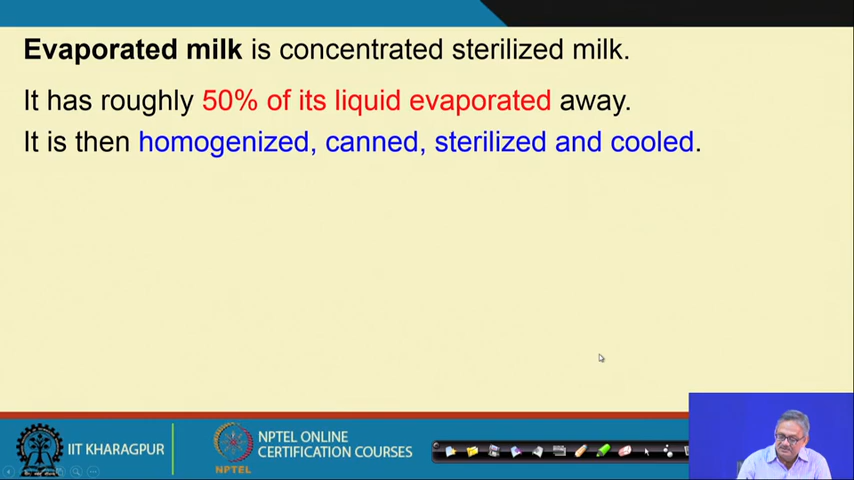 Evaporated milk is concentrated sterilized milk.
It has roughly 50% of its liquid evaporated away.
It is then homogenized, canned, sterilized and cooled.
IIT KHARAGPUR
NPTEL
NPTEL ONLINE
CERTIFICATION COURSES